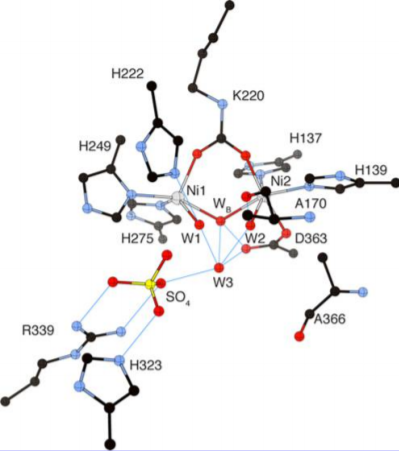 H222
K220
H249
H137
Ni1
Ni2
H139
A170
WB
H275
W1
W2
D363
W3
SO4
A366
R339
H323